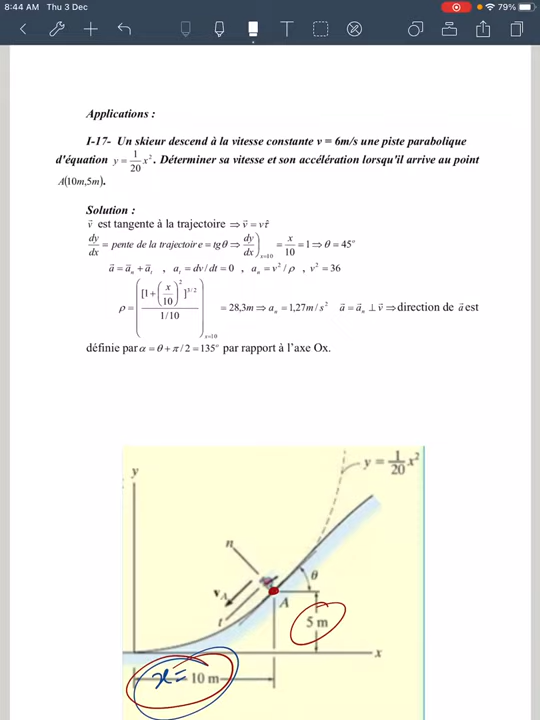 8:44 AM Thu 3 Dec 79%
Applications :
I-17- Un skieur descend à la vitesse constante v = 6m/s une piste parabolique
d'équation y = 1/20 x². Déterminer sa vitesse et son accélération lorsqu'il arrive au point
A(10m,5m).
Solution :
v⃗ est tangente à la trajectoire ⇒ v⃗ = vτ̂
dy/dx = pente de la trajectoir e = tgθ ⇒ dy/dx)x=10 = x/10 = 1 ⇒ θ = 45°
a⃗ = a⃗n + a⃗t , at = dv/dt = 0 , an = v²/ρ , v² = 36
ρ = ([1+(x/10)²]^3/2 / 1/10)x=10 = 28,3m ⇒ an = 1,27m/s² a⃗ = a⃗n ⊥ v⃗ ⇒ direction de a⃗ est
définie par α = θ + π/2 = 135° par rapport à l'axe Ox.
y
y = 1/20 x²
n
θ
vA
A
t
5 m
x
x= 10 m